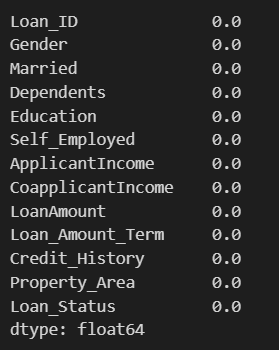 Loan_ID 0.0
Gender 0.0
Married 0.0
Dependents 0.0
Education 0.0
Self_Employed 0.0
ApplicantIncome 0.0
CoapplicantIncome 0.0
LoanAmount 0.0
Loan_Amount_Term 0.0
Credit_History 0.0
Property_Area 0.0
Loan_Status 0.0
dtype: float64